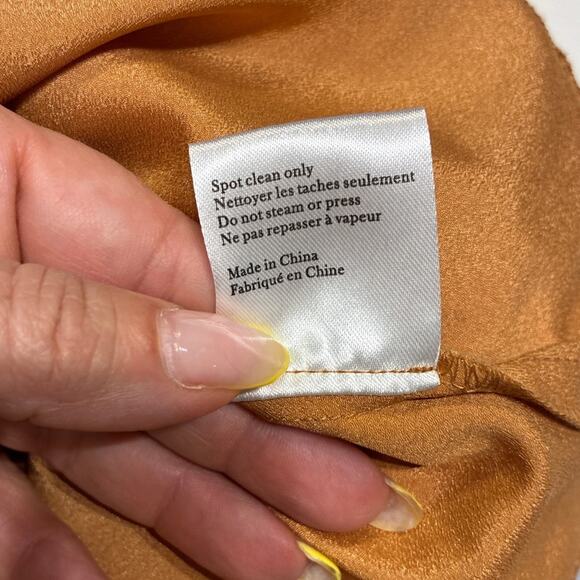 Spot clean only
Nettoyer les taches seulement
Do not steam or press
Ne pas repasser à vapeur
Made in China
Fabriqué en Chine